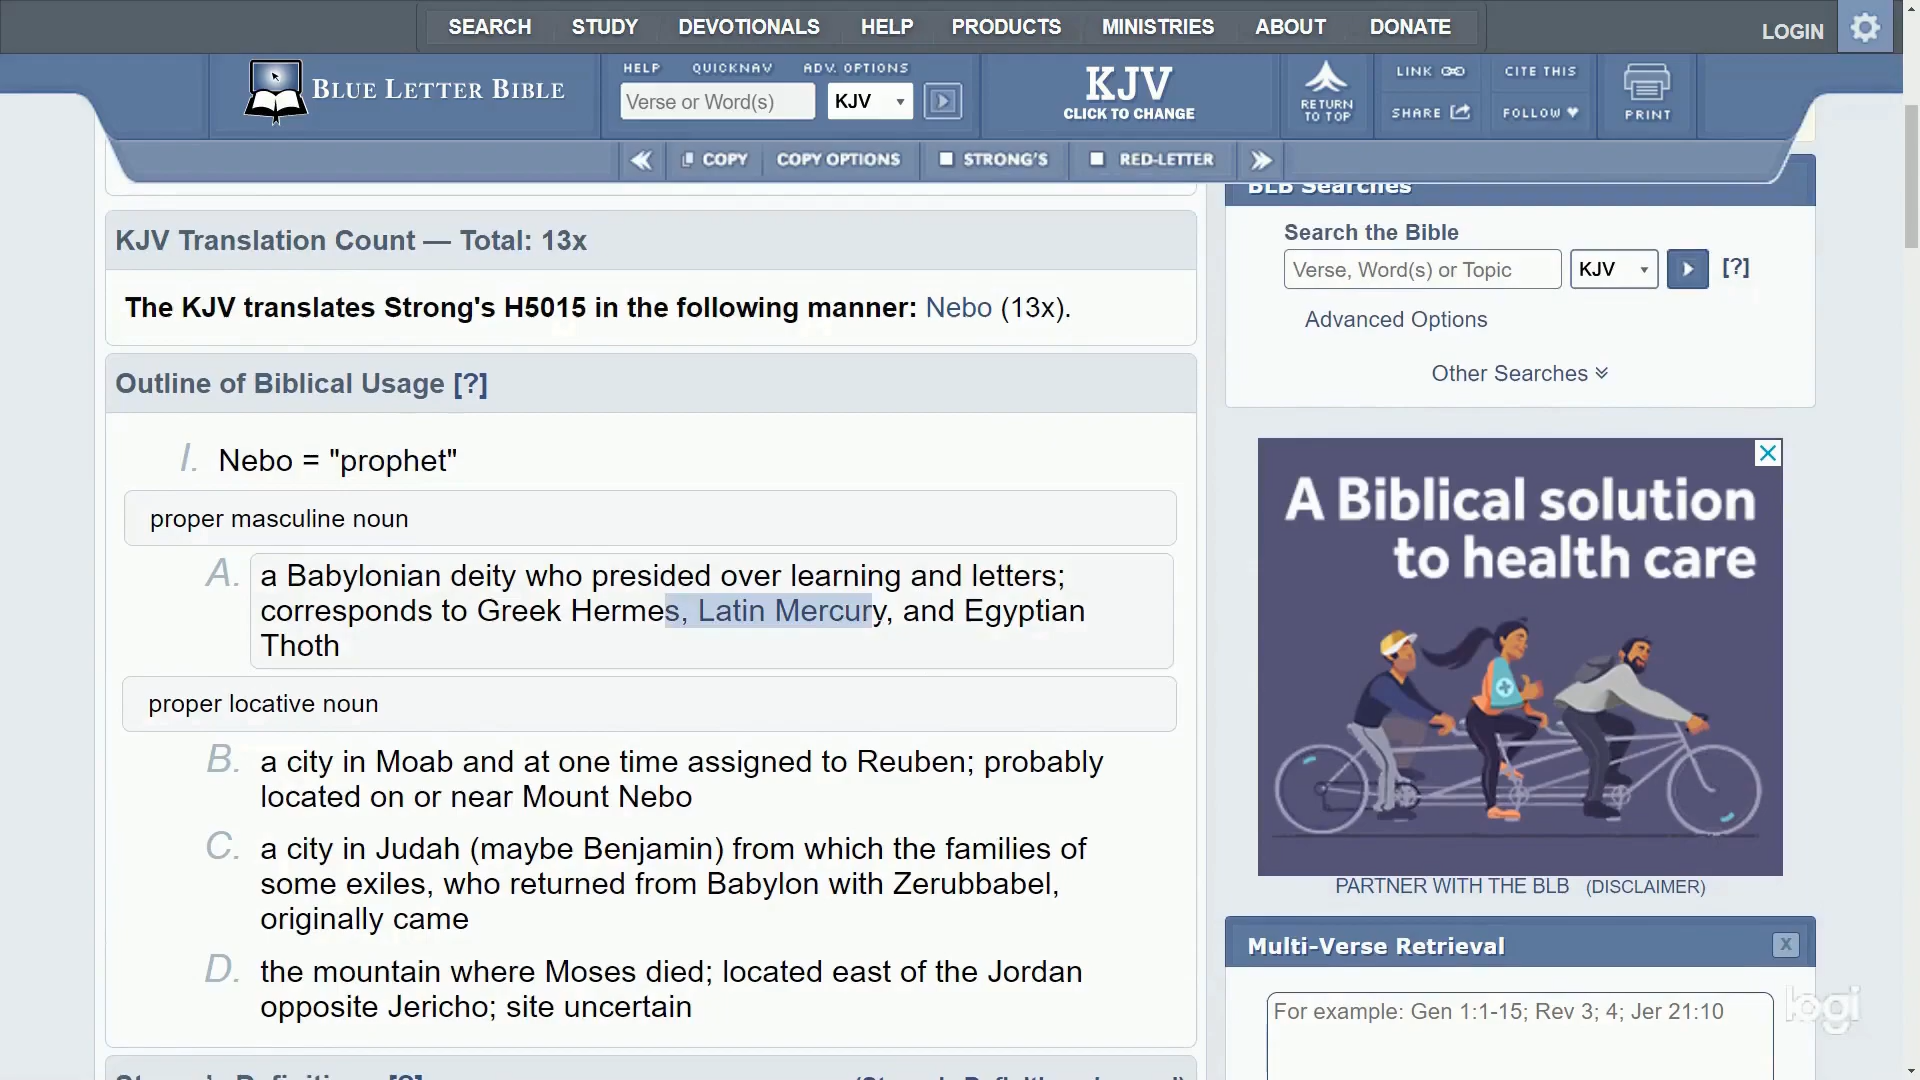 SEARCH STUDY DEVOTIONALS HELP PRODUCTS MINISTRIES ABOUT DONATE
LOGIN
BLUE LETTER BIBLE
HELP QUICKNAV ADV. OPTIONS
Verse or Word(s) KJV
KJV
CLICK TO CHANGE
RETURN
TO TOP
LINK CITE THIS
SHARE FOLLOW
PRINT
COPY COPY OPTIONS STRONG'S RED-LETTER
KJV Translation Count — Total: 13x
The KJV translates Strong's H5015 in the following manner: Nebo (13x).
Outline of Biblical Usage [?]
I. Nebo = "prophet"
proper masculine noun
A. a Babylonian deity who presided over learning and letters;
corresponds to Greek Hermes, Latin Mercury, and Egyptian
Thoth
proper locative noun
B. a city in Moab and at one time assigned to Reuben; probably
located on or near Mount Nebo
C. a city in Judah (maybe Benjamin) from which the families of
some exiles, who returned from Babylon with Zerubbabel,
originally came
D. the mountain where Moses died; located east of the Jordan
opposite Jericho; site uncertain
BLB Searches
Search the Bible
Verse, Word(s) or Topic KJV [?]
Advanced Options
Other Searches
A Biblical solution
to health care
PARTNER WITH THE BLB (DISCLAIMER)
Multi-Verse Retrieval X
For example: Gen 1:1-15; Rev 3; 4; Jer 21:10
logi